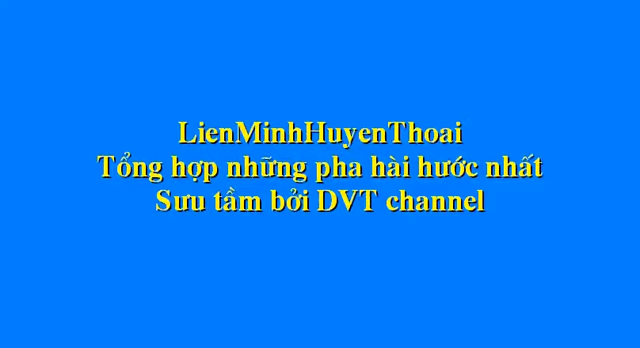 LienMinhHuyenThoai
Tổng hợp những pha hài hước nhất
Sưu tầm bởi DVT channel